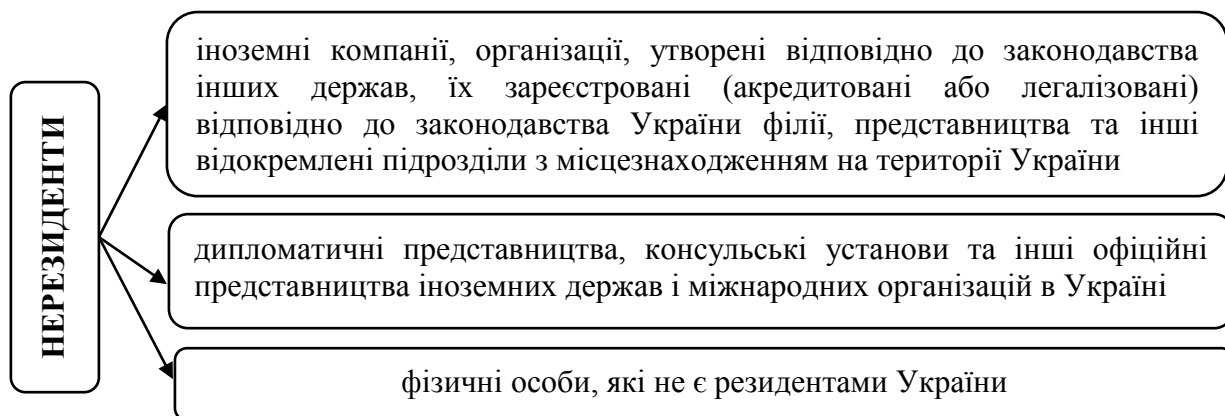 НЕРЕЗИДЕНТИ
іноземні компанії, організації, утворені відповідно до законодавства
інших держав, їх зареєстровані (акредитовані або легалізовані)
відповідно до законодавства України філії, представництва та інші
відокремлені підрозділи з місцезнаходженням на території України
дипломатичні представництва, консульські установи та інші офіційні
представництва іноземних держав і міжнародних організацій в Україні
фізичні особи, які не є резидентами України